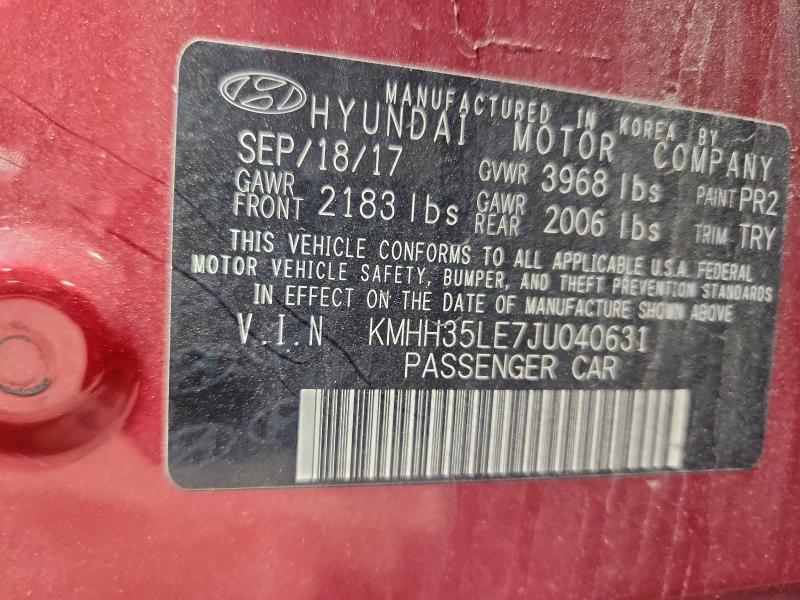 MANUFACTURED IN KOREA BY
HYUNDAI MOTOR COMPANY
SEP/18/17 GVWR 3968 lbs PAINT PR2
GAWR FRONT 2183 lbs GAWR REAR 2006 lbs TRIM TRY
THIS VEHICLE CONFORMS TO ALL APPLICABLE U.S.A. FEDERAL
MOTOR VEHICLE SAFETY, BUMPER, AND THEFT PREVENTION STANDARDS
IN EFFECT ON THE DATE OF MANUFACTURE SHOWN ABOVE
V.I.N KMHH35LE7JU040631
PASSENGER CAR